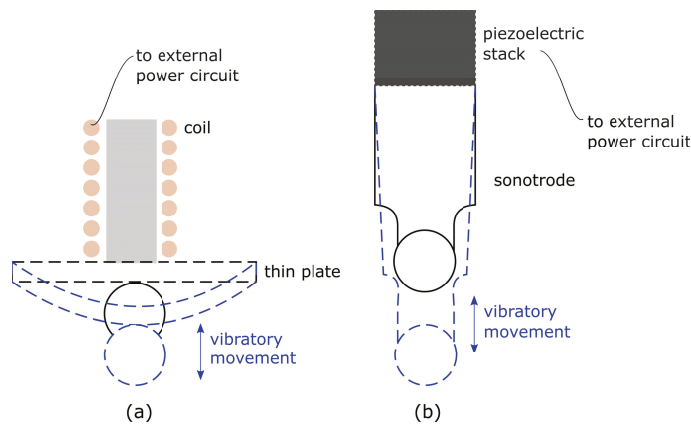 to external
power circuit
coil
thin plate
vibratory
movement
(a)
piezoelectric
stack
to external
power circuit
sonotrode
vibratory
movement
(b)